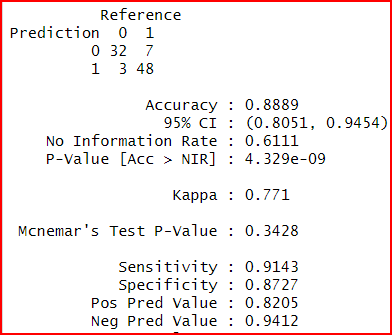 Reference
Prediction 0 1
0 32 7
1 3 48
Accuracy : 0.8889
95% CI : (0.8051, 0.9454)
No Information Rate : 0.6111
P-Value [Acc > NIR] : 4.329e-09
Kappa : 0.771
Mcnemar's Test P-Value : 0.3428
Sensitivity : 0.9143
Specificity : 0.8727
Pos Pred Value : 0.8205
Neg Pred Value : 0.9412